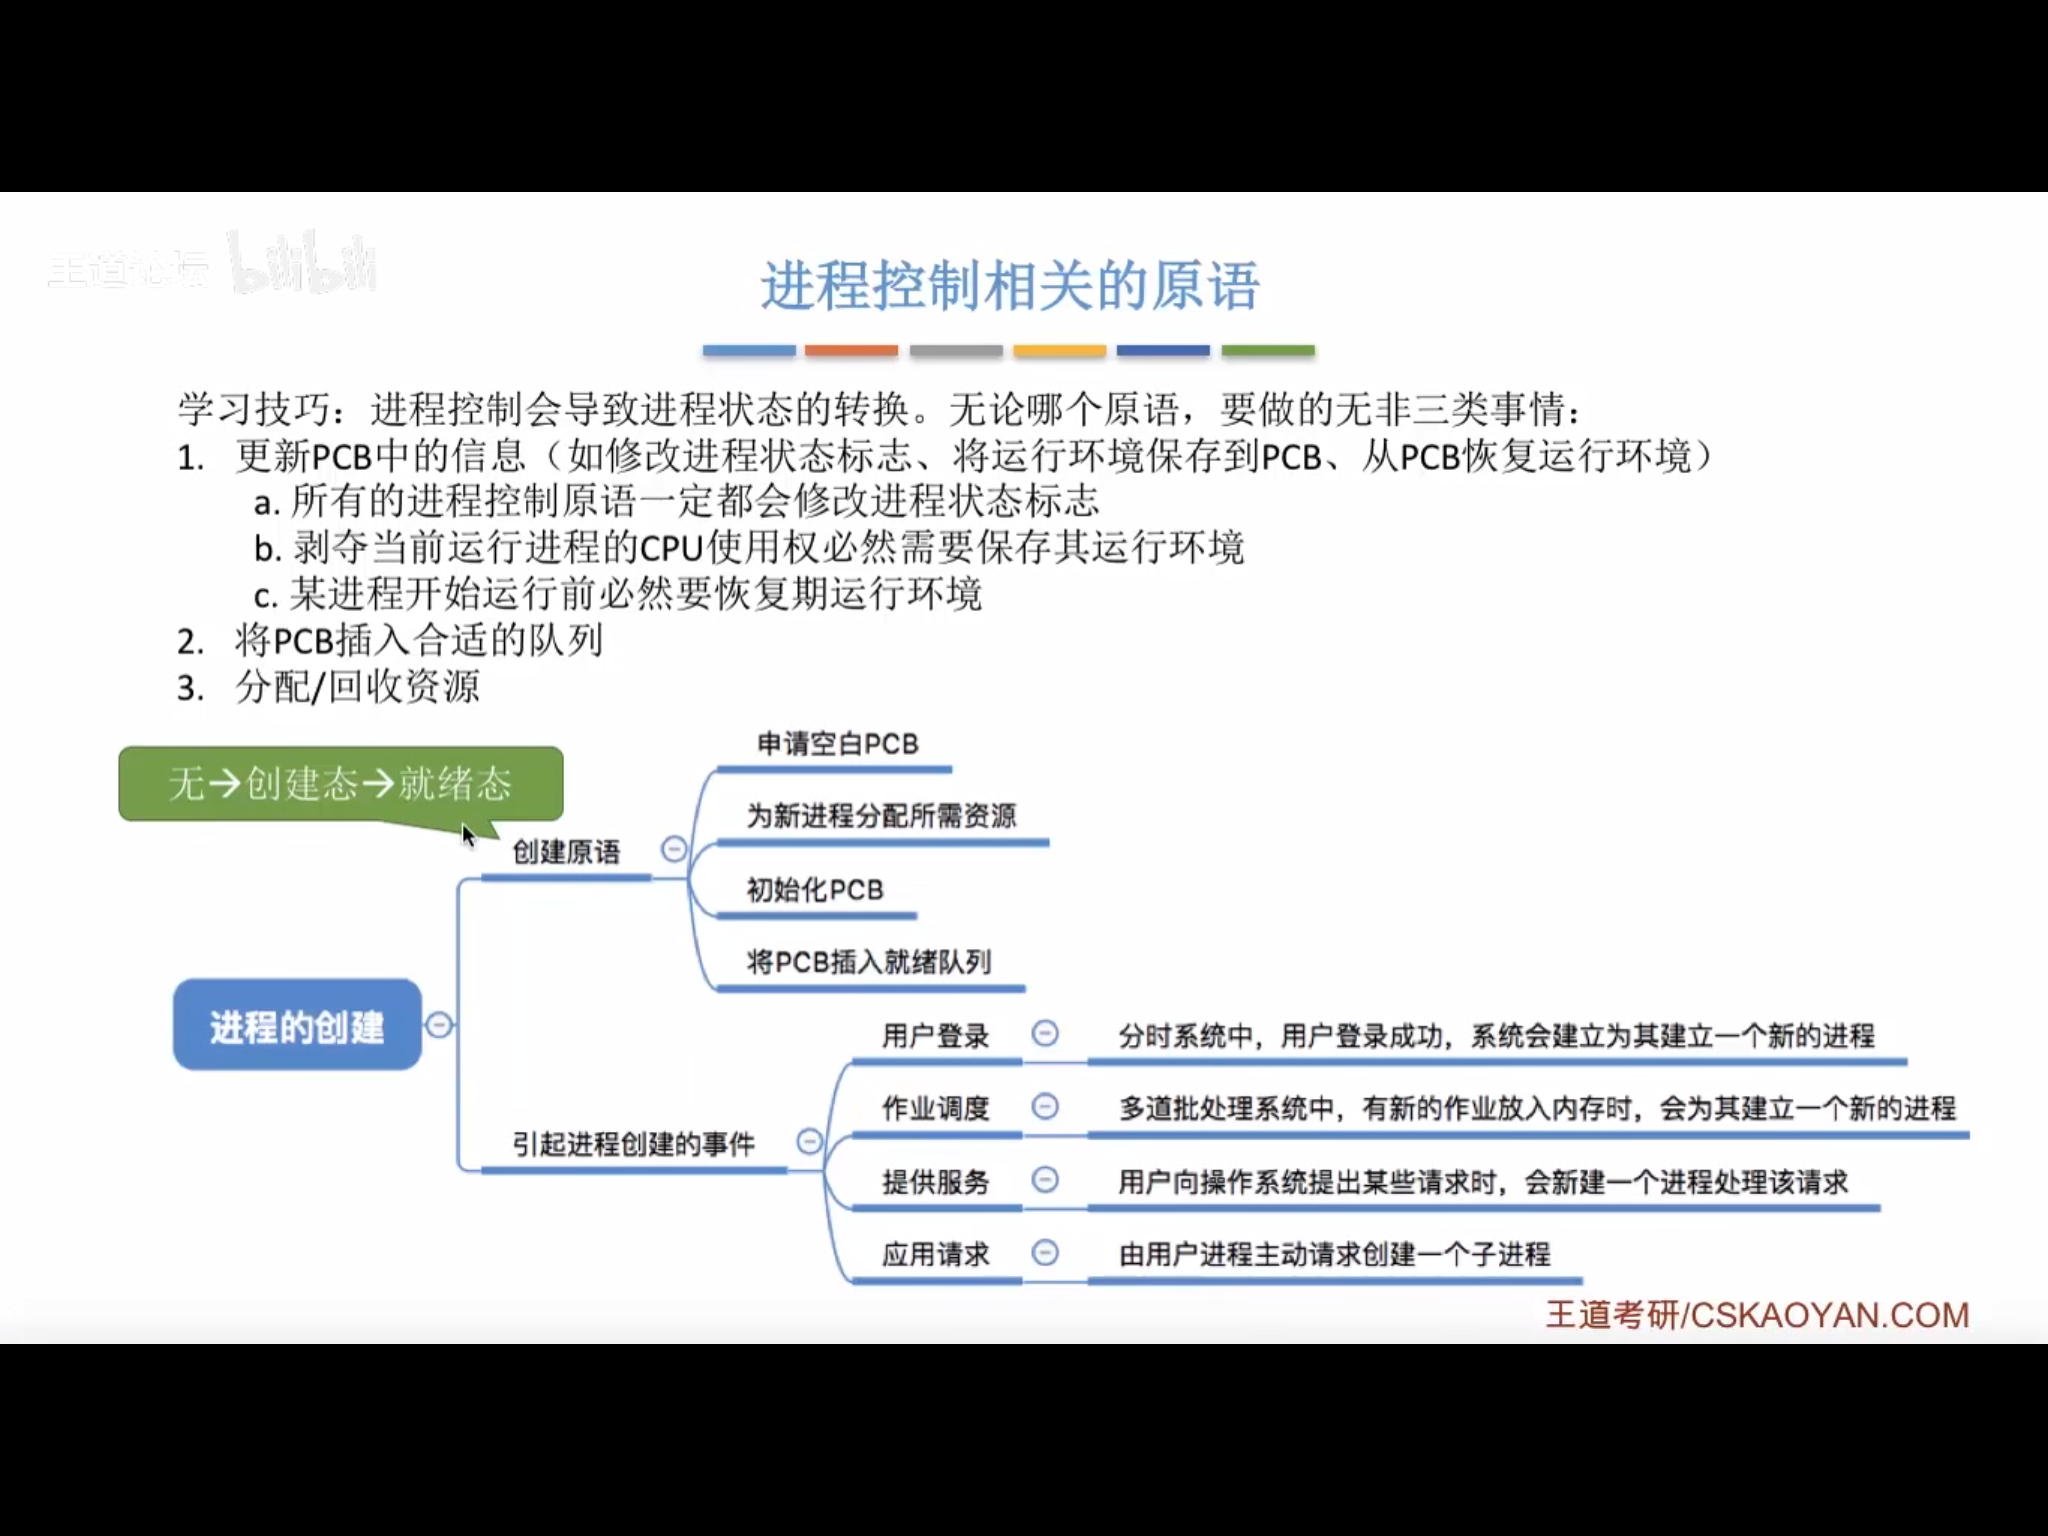 王道论坛 bilibili
进程控制相关的原语
学习技巧：进程控制会导致进程状态的转换。无论哪个原语，要做的无非三类事情：
1. 更新PCB中的信息（如修改进程状态标志、将运行环境保存到PCB、从PCB恢复运行环境）
a. 所有的进程控制原语一定都会修改进程状态标志
b. 剥夺当前运行进程的CPU使用权必然需要保存其运行环境
c. 某进程开始运行前必然要恢复期运行环境
2. 将PCB插入合适的队列
3. 分配/回收资源
无→创建态→就绪态
创建原语
申请空白PCB
为新进程分配所需资源
初始化PCB
将PCB插入就绪队列
进程的创建
引起进程创建的事件
用户登录
分时系统中，用户登录成功，系统会建立为其建立一个新的进程
作业调度
多道批处理系统中，有新的作业放入内存时，会为其建立一个新的进程
提供服务
用户向操作系统提出某些请求时，会新建一个进程处理该请求
应用请求
由用户进程主动请求创建一个子进程
王道考研/CSKAOYAN.COM